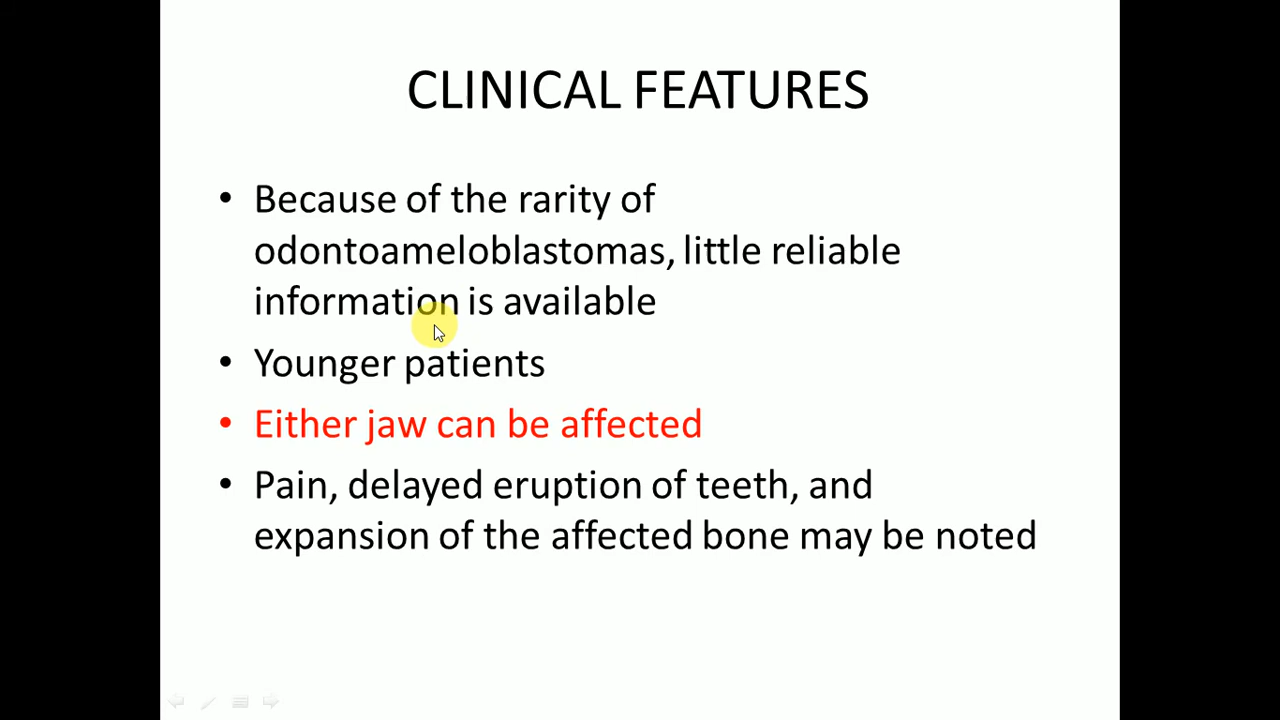 CLINICAL FEATURES
• Because of the rarity of
odontoameloblastomas, little reliable
information is available
• Younger patients
• Either jaw can be affected
• Pain, delayed eruption of teeth, and
expansion of the affected bone may be noted